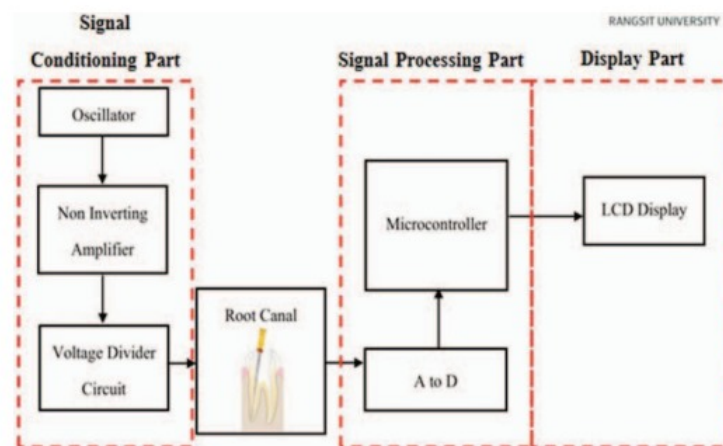 RANGSIT UNIVERSITY
Signal
Conditioning Part
Signal Processing Part
Display Part
Oscillator
Non Inverting
Amplifier
Voltage Divider
Circuit
Root Canal
Microcontroller
A to D
LCD Display